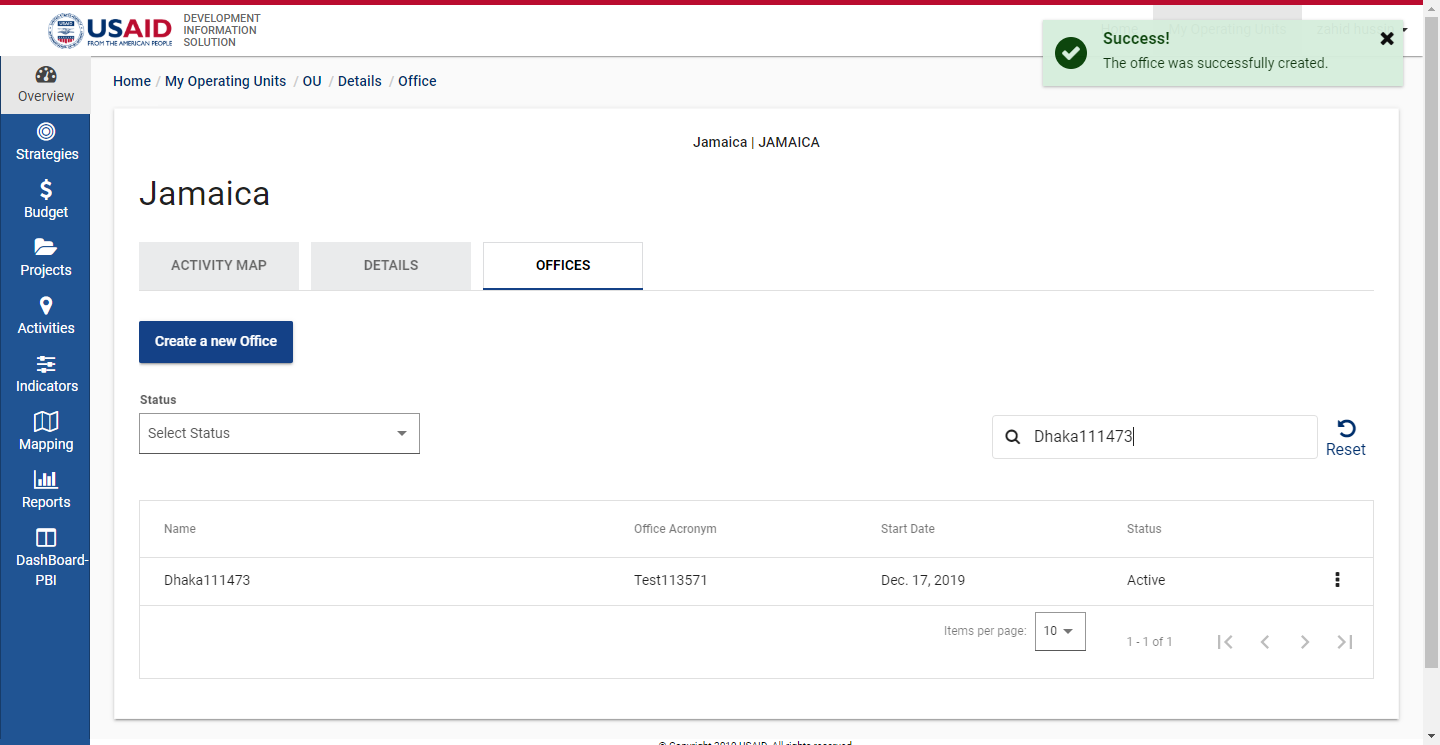 USAID
FROM THE AMERICAN PEOPLE
DEVELOPMENT
INFORMATION
SOLUTION
Home
My Operating Units
Success!
The office was successfully created.
Overview
Strategies
Budget
Projects
Activities
Indicators
Mapping
Reports
DashBoard-
PBI
Home / My Operating Units / OU / Details / Office
Jamaica | JAMAICA
Jamaica
ACTIVITY MAP
DETAILS
OFFICES
Create a new Office
Status
Select Status
Dhaka111473
Reset
Name Office Acronym Start Date Status
Dhaka111473 Test113571 Dec. 17, 2019 Active
Items per page: 10
1 - 1 of 1
© Copyright 2019 USAID. All rights reserved.